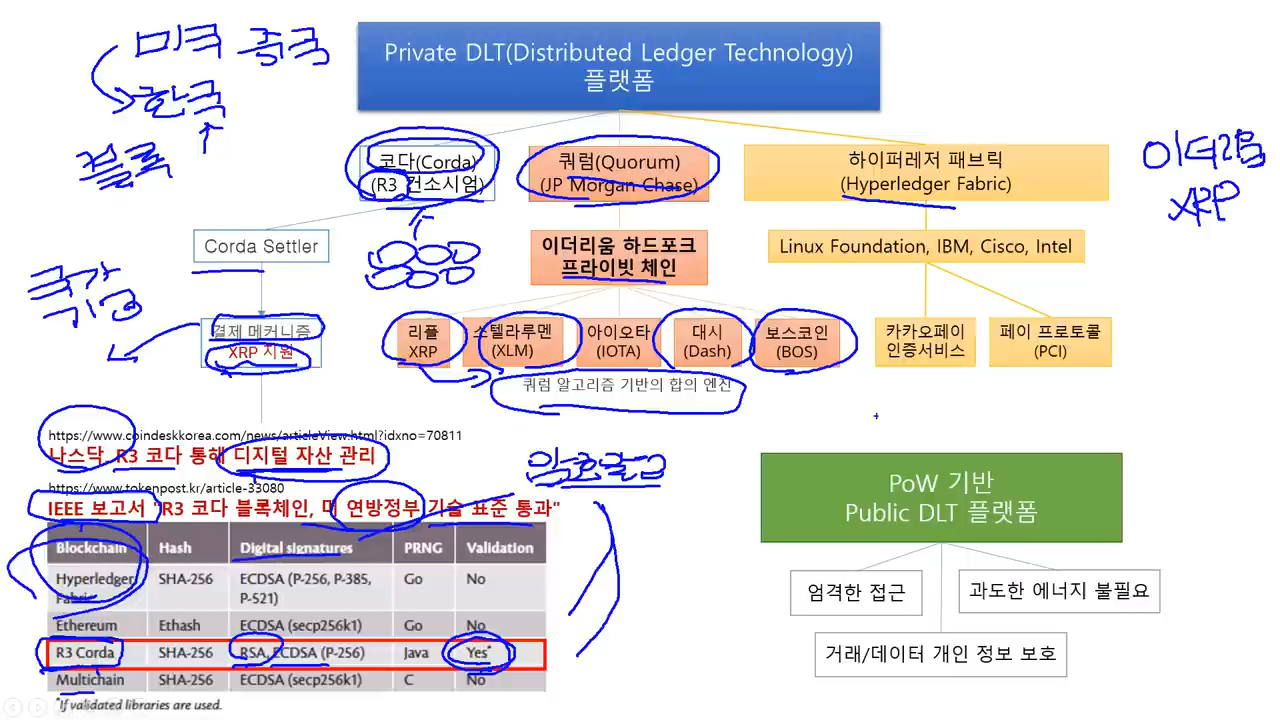 미국 중국
한국
블록
Private DLT(Distributed Ledger Technology)
플랫폼
이더리움
XRP
코다(Corda)
(R3 컨소시엄)
쿼럼(Quorum)
(JP Morgan Chase)
하이퍼레저 패브릭
(Hyperledger Fabric)
Corda Settler
이더리움 하드포크
프라이빗 체인
Linux Foundation, IBM, Cisco, Intel
국가
결제 메커니즘
XRP 지원
리플
XRP
스텔라루멘
(XLM)
아이오타
(IOTA)
대시
(Dash)
보스코인
(BOS)
카카오페이
인증서비스
페이 프로토콜
(PCI)
쿼럼 알고리즘 기반의 합의 엔진
https://www.coindeskkorea.com/news/articleView.html?idxno=70811
나스닥, R3 코다 통해 디지털 자산 관리
https://www.tokenpost.kr/article-33080
IEEE 보고서 "R3 코다 블록체인, 미 연방정부 기술 표준 통과"
Blockchain Hash Digital signatures PRNG Validation
Hyperledger Fabric SHA-256 ECDSA (P-256, P-385, P-521) Go No
Ethereum Ethash ECDSA (secp256k1) Go No
R3 Corda SHA-256 RSA, ECDSA (P-256) Java Yes*
Multichain SHA-256 ECDSA (secp256k1) C No
*If validated libraries are used.
PoW 기반
Public DLT 플랫폼
엄격한 접근
과도한 에너지 불필요
거래/데이터 개인 정보 보호